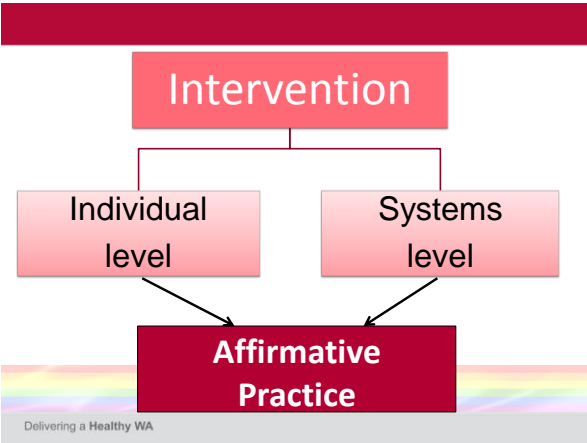 Intervention
Individual
level
Systems
level
Affirmative
Practice
Delivering a Healthy WA